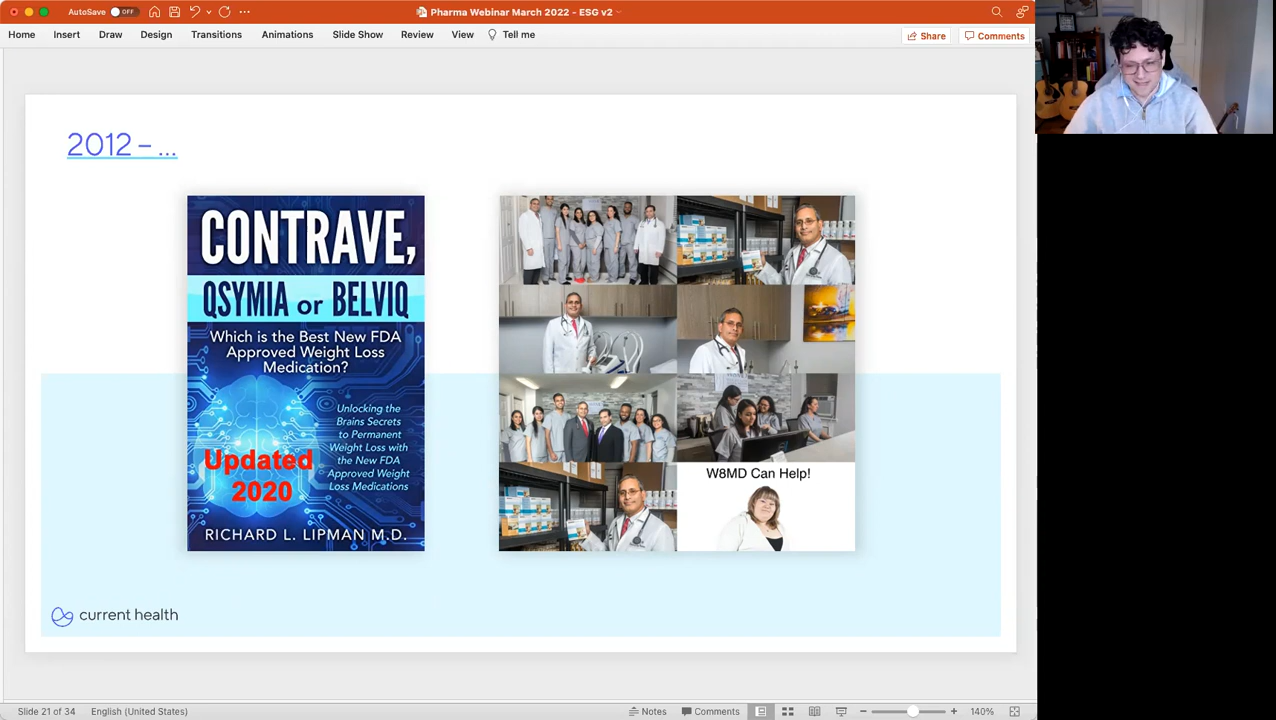 AutoSave OFF
Pharma Webinar March 2022 - ESG v2
Home Insert Draw Design Transitions Animations Slide Show Review View Tell me Share Comments
2012 – ...
CONTRAVE,
QSYMIA or BELVIQ
Which is the Best New FDA
Approved Weight Loss
Medication?
Unlocking the
Brains Secrets
to Permanent
Weight Loss with
the New FDA
Approved Weight
Loss Medications
Updated
2020
RICHARD L. LIPMAN M.D.
W8MD Can Help!
current health
Slide 21 of 34 English (United States) Notes Comments 140%